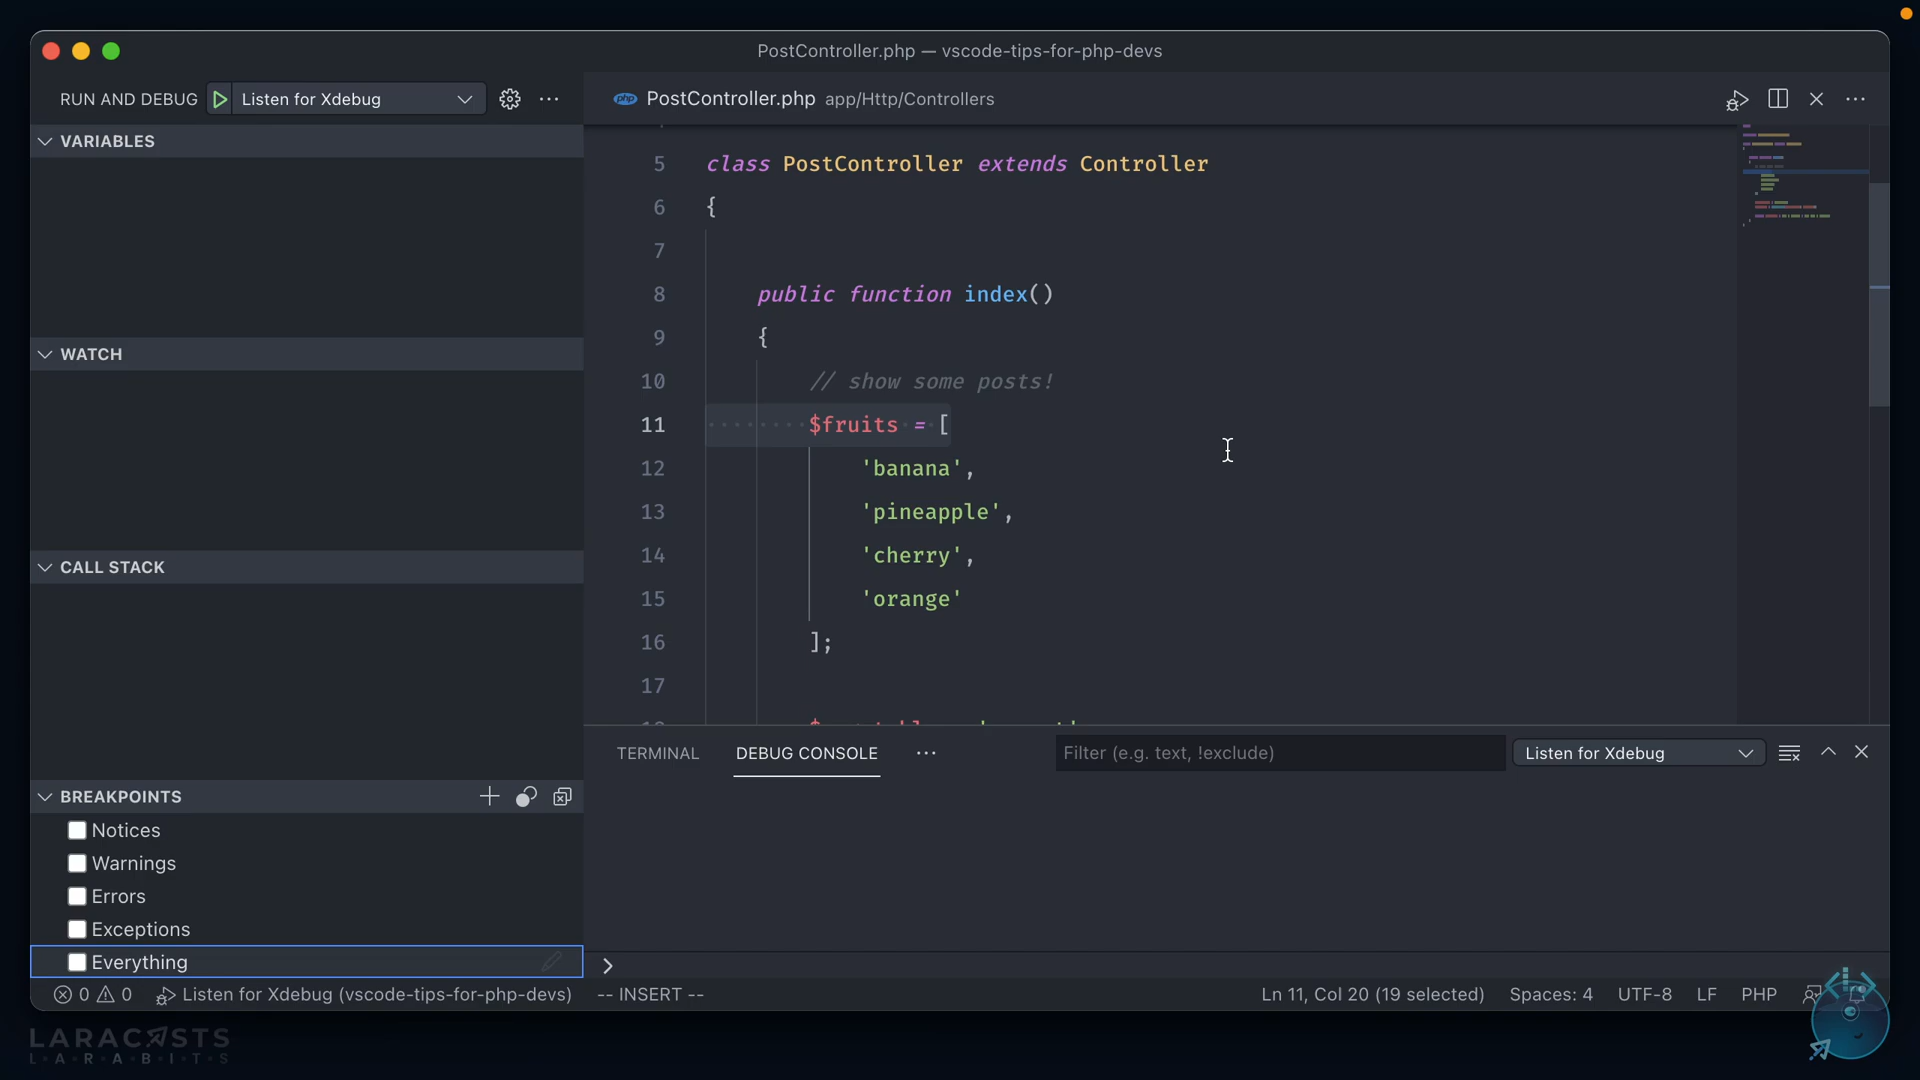 PostController.php — vscode-tips-for-php-devs
RUN AND DEBUG Listen for Xdebug
PostController.php app/Http/Controllers
VARIABLES
WATCH
CALL STACK
BREAKPOINTS
Notices
Warnings
Errors
Exceptions
Everything
5 class PostController extends Controller
6 {
7
8 public function index()
9 {
10 // show some posts!
11 $fruits = [
12 'banana',
13 'pineapple',
14 'cherry',
15 'orange'
16 ];
17
TERMINAL DEBUG CONSOLE Filter (e.g. text, !exclude) Listen for Xdebug
0 0 Listen for Xdebug (vscode-tips-for-php-devs) -- INSERT -- Ln 11, Col 20 (19 selected) Spaces: 4 UTF-8 LF PHP
LARACASTS
LARABITS